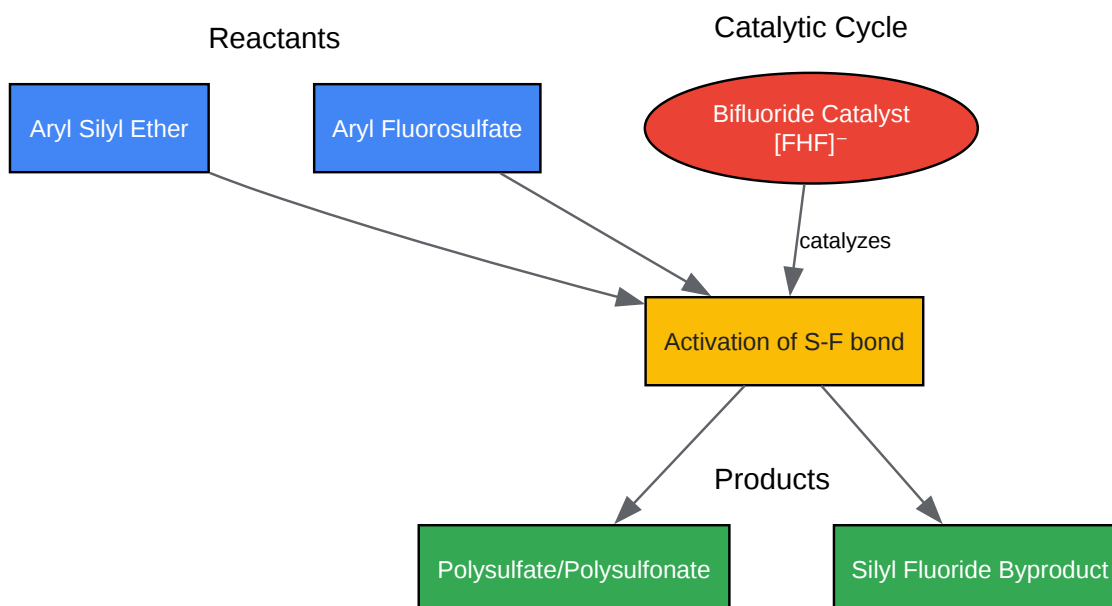 Reactants
Catalytic Cycle
Aryl Silyl Ether
Aryl Fluorosulfate
Bifluoride Catalyst
[FHF]⁻
catalyzes
Activation of S-F bond
Products
Polysulfate/Polysulfonate
Silyl Fluoride Byproduct